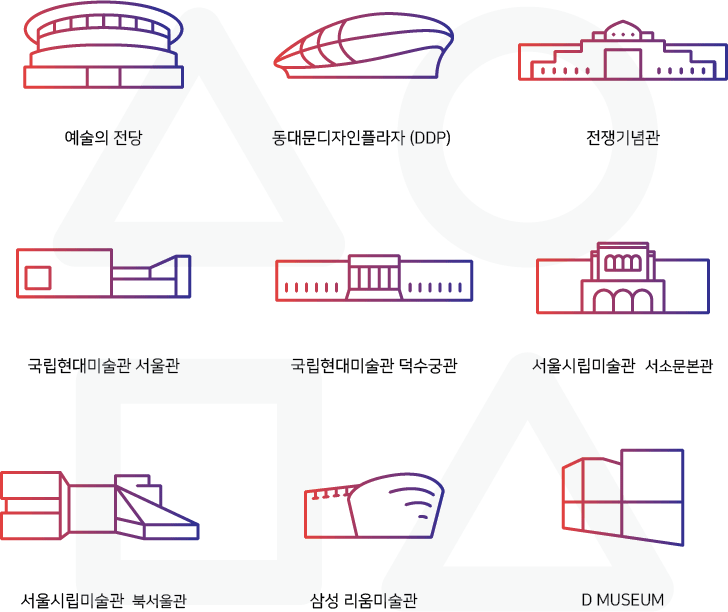 예술의 전당
동대문디자인플라자 (DDP)
전쟁기념관
국립현대미술관 서울관
국립현대미술관 덕수궁관
서울시립미술관 서소문본관
서울시립미술관 북서울관
삼성 리움미술관
D MUSEUM